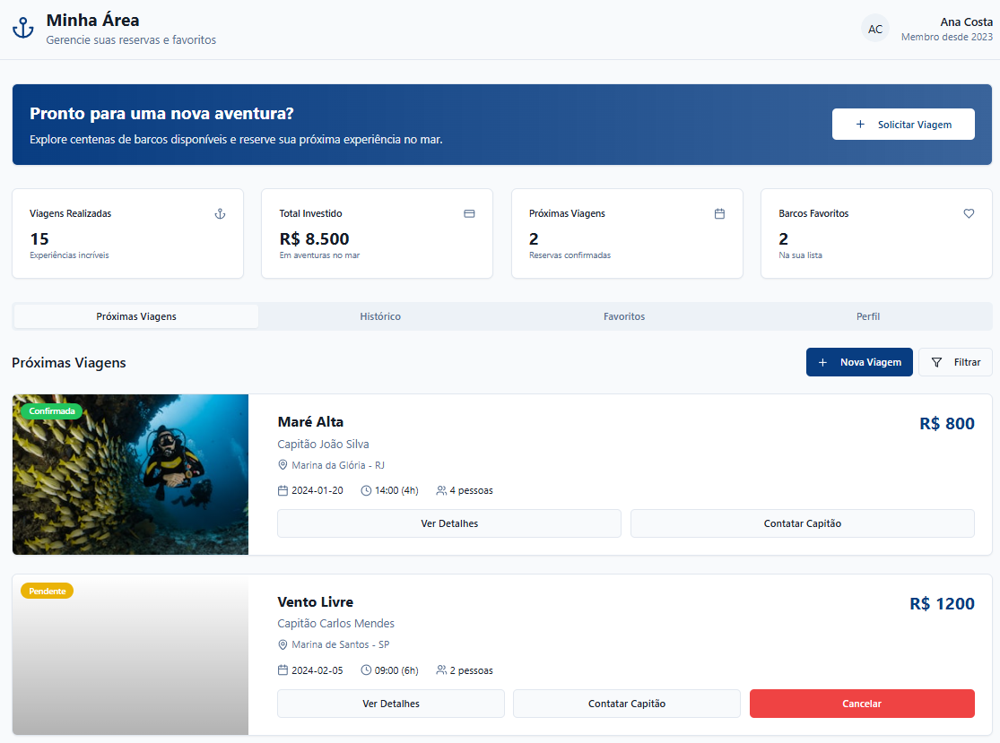 Minha Área
Gerencie suas reservas e favoritos
AC
Ana Costa
Membro desde 2023
Pronto para uma nova aventura?
Explore centenas de barcos disponíveis e reserve sua próxima experiência no mar.
+ Solicitar Viagem
Viagens Realizadas
15
Experiências incríveis
Total Investido
R$ 8.500
Em aventuras no mar
Próximas Viagens
2
Reservas confirmadas
Barcos Favoritos
2
Na sua lista
Próximas Viagens
Histórico
Favoritos
Perfil
Próximas Viagens
+ Nova Viagem
Filtrar
Confirmada
Maré Alta
R$ 800
Capitão João Silva
Marina da Glória - RJ
2024-01-20 14:00 (4h) 4 pessoas
Ver Detalhes
Contatar Capitão
Pendente
Vento Livre
R$ 1200
Capitão Carlos Mendes
Marina de Santos - SP
2024-02-05 09:00 (6h) 2 pessoas
Ver Detalhes
Contatar Capitão
Cancelar